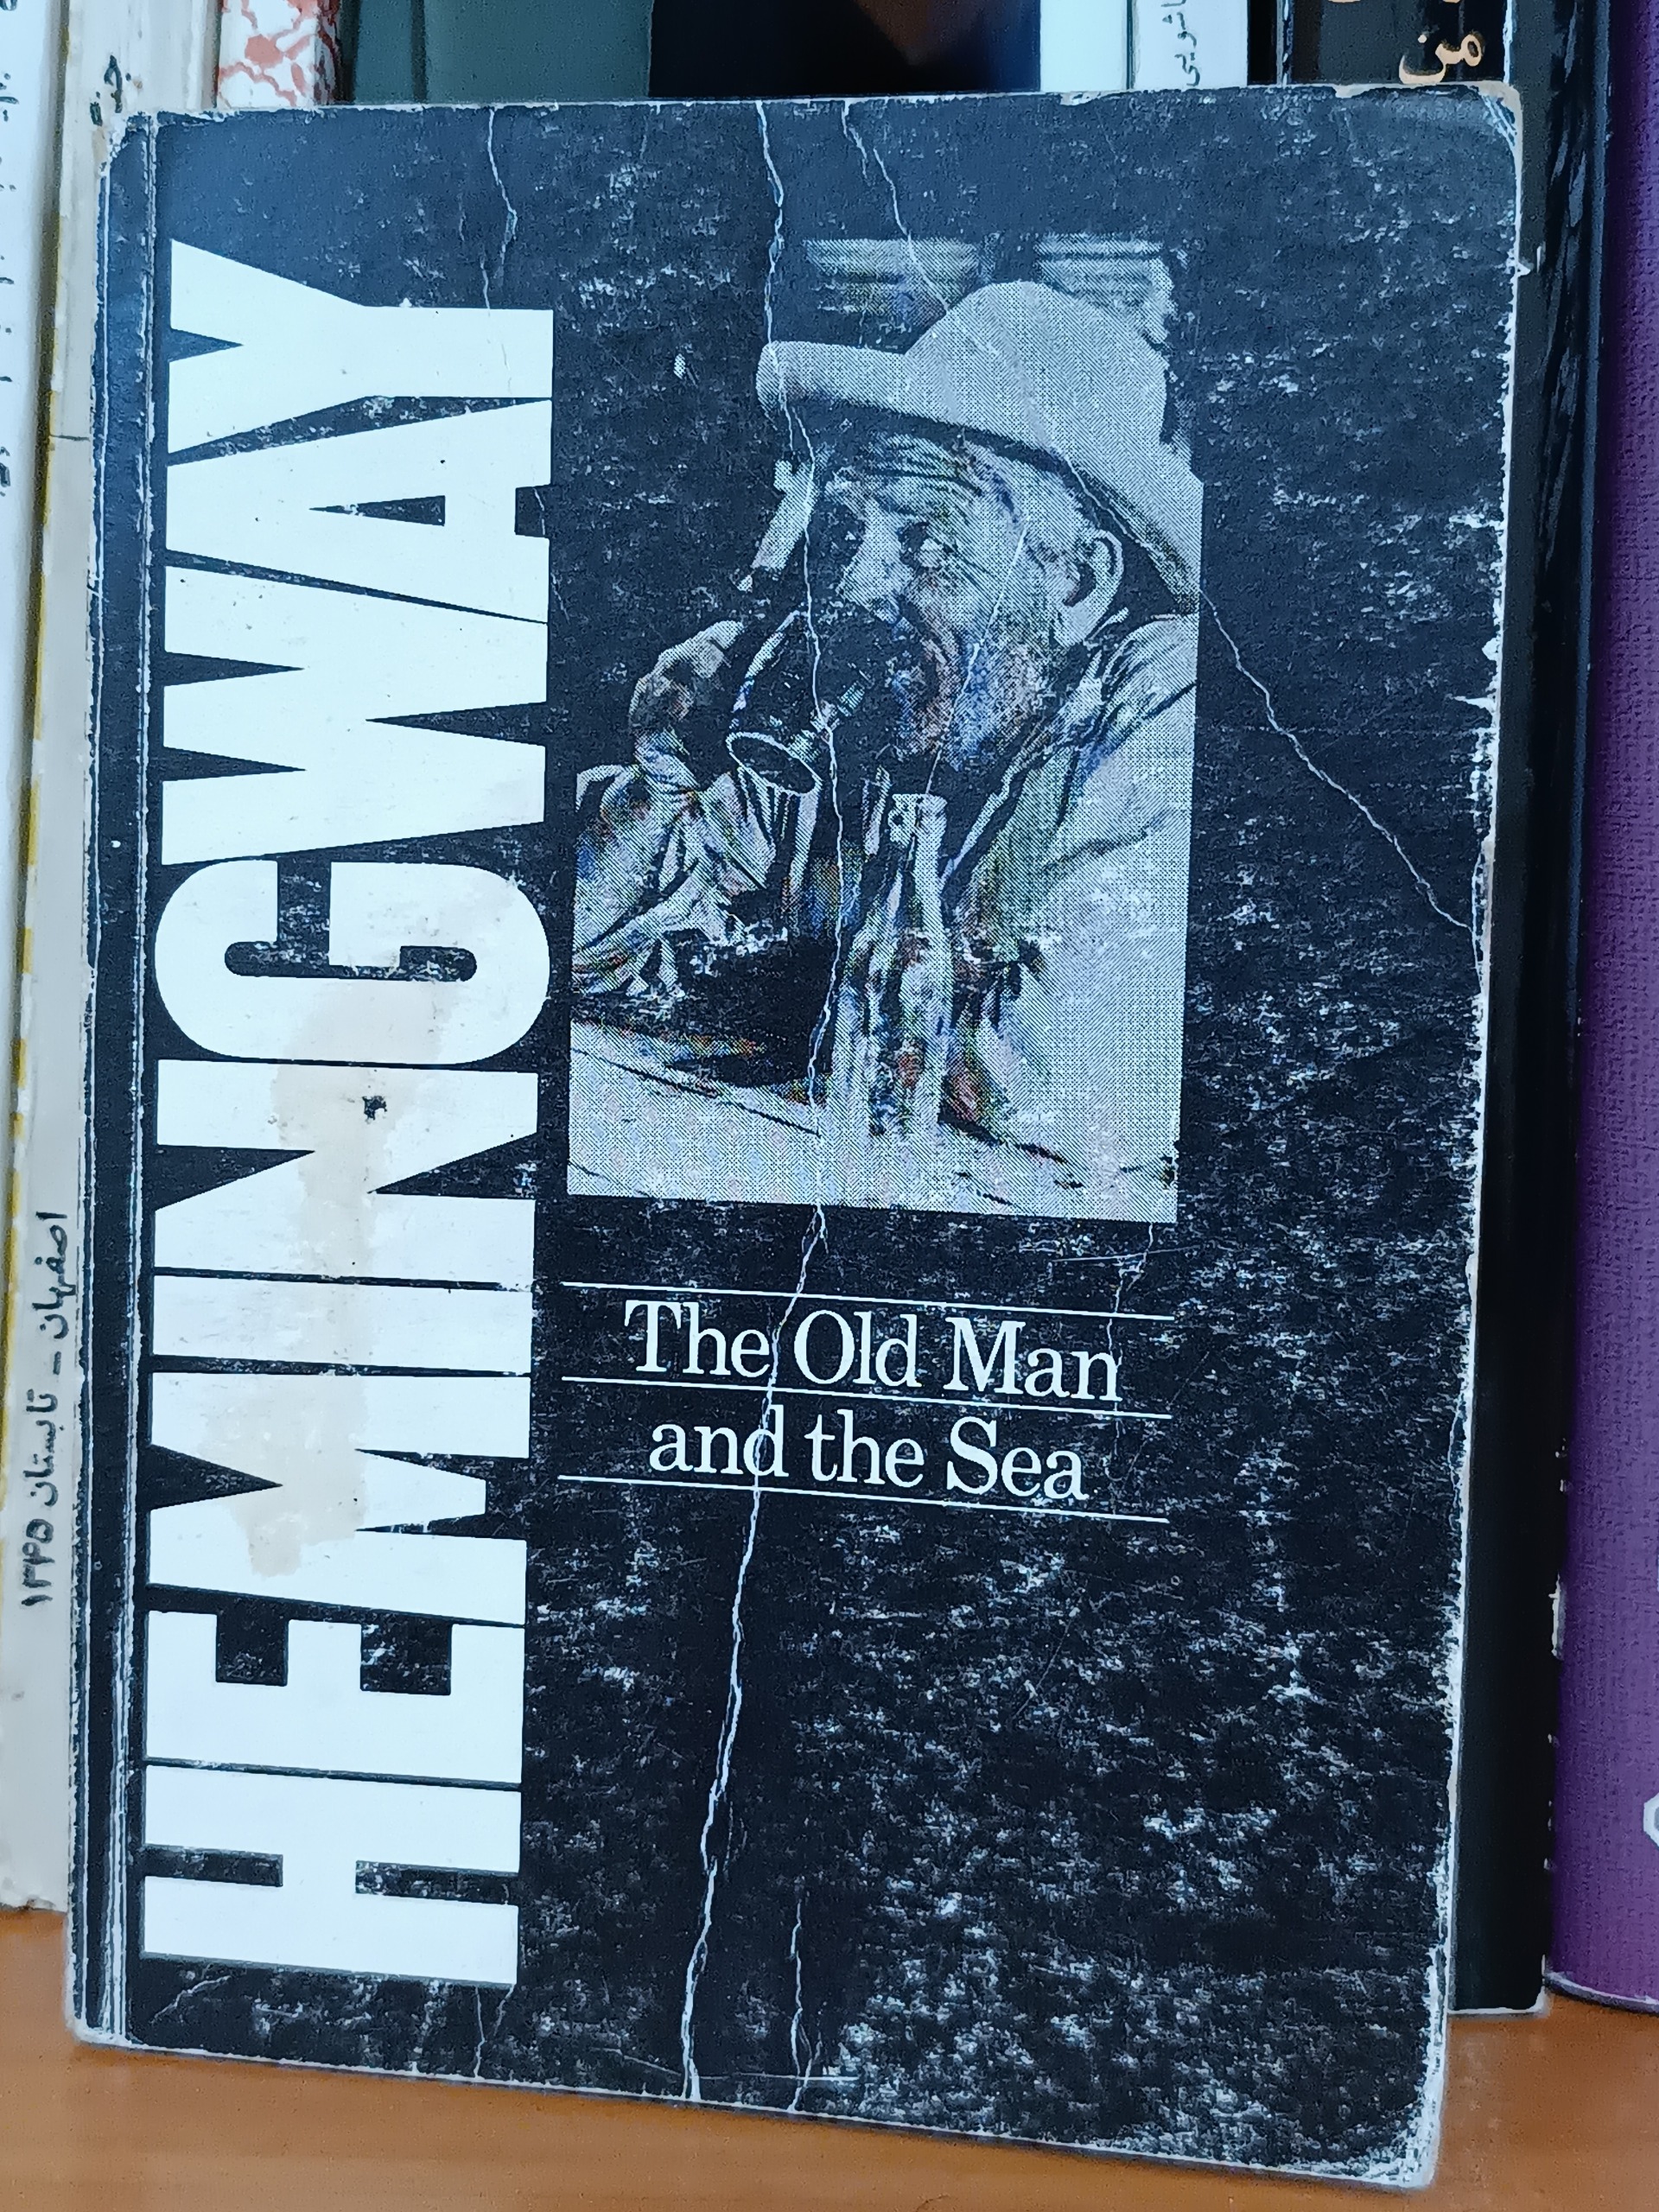 HEMINGWAY
The Old Man
and the Sea
من
اصفهان - تابستان ۱۳۴۵